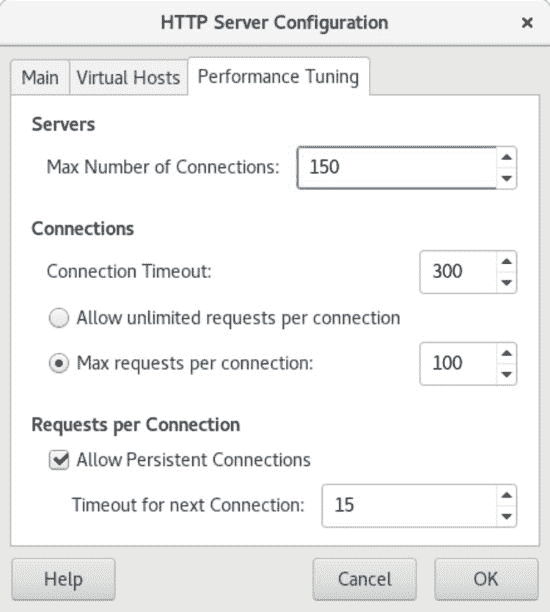 HTTP Server Configuration ×
Main Virtual Hosts Performance Tuning
Servers
Max Number of Connections: 150
Connections
Connection Timeout: 300
Allow unlimited requests per connection
Max requests per connection: 100
Requests per Connection
Allow Persistent Connections
Timeout for next Connection: 15
Help Cancel OK